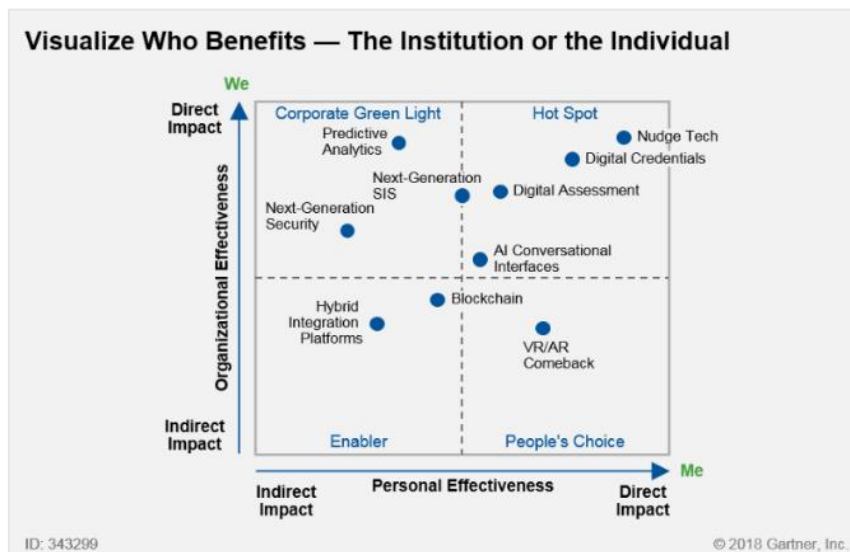 Visualize Who Benefits — The Institution or the Individual
We
Direct
Impact
Corporate Green Light
Hot Spot
Predictive
Analytics
Nudge Tech
Digital Credentials
Next-Generation
SIS
Digital Assessment
Next-Generation
Security
AI Conversational
Interfaces
Organizational Effectiveness
Blockchain
Hybrid
Integration
Platforms
VR/AR
Comeback
Indirect
Impact
Enabler
People's Choice
Me
Indirect
Impact
Personal Effectiveness
Direct
Impact
ID: 343299
© 2018 Gartner, Inc.